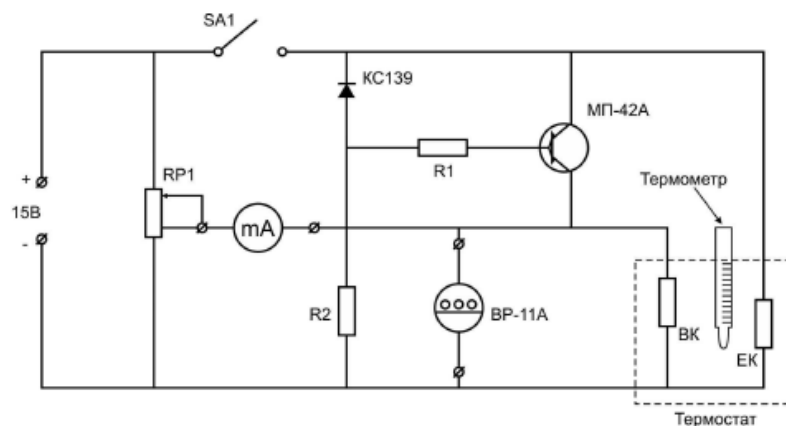 SA1
КС139
МП-42А
R1
Термометр
+
15В
-
RP1
mA
R2
ВР-11А
ВК
ЕК
Термостат